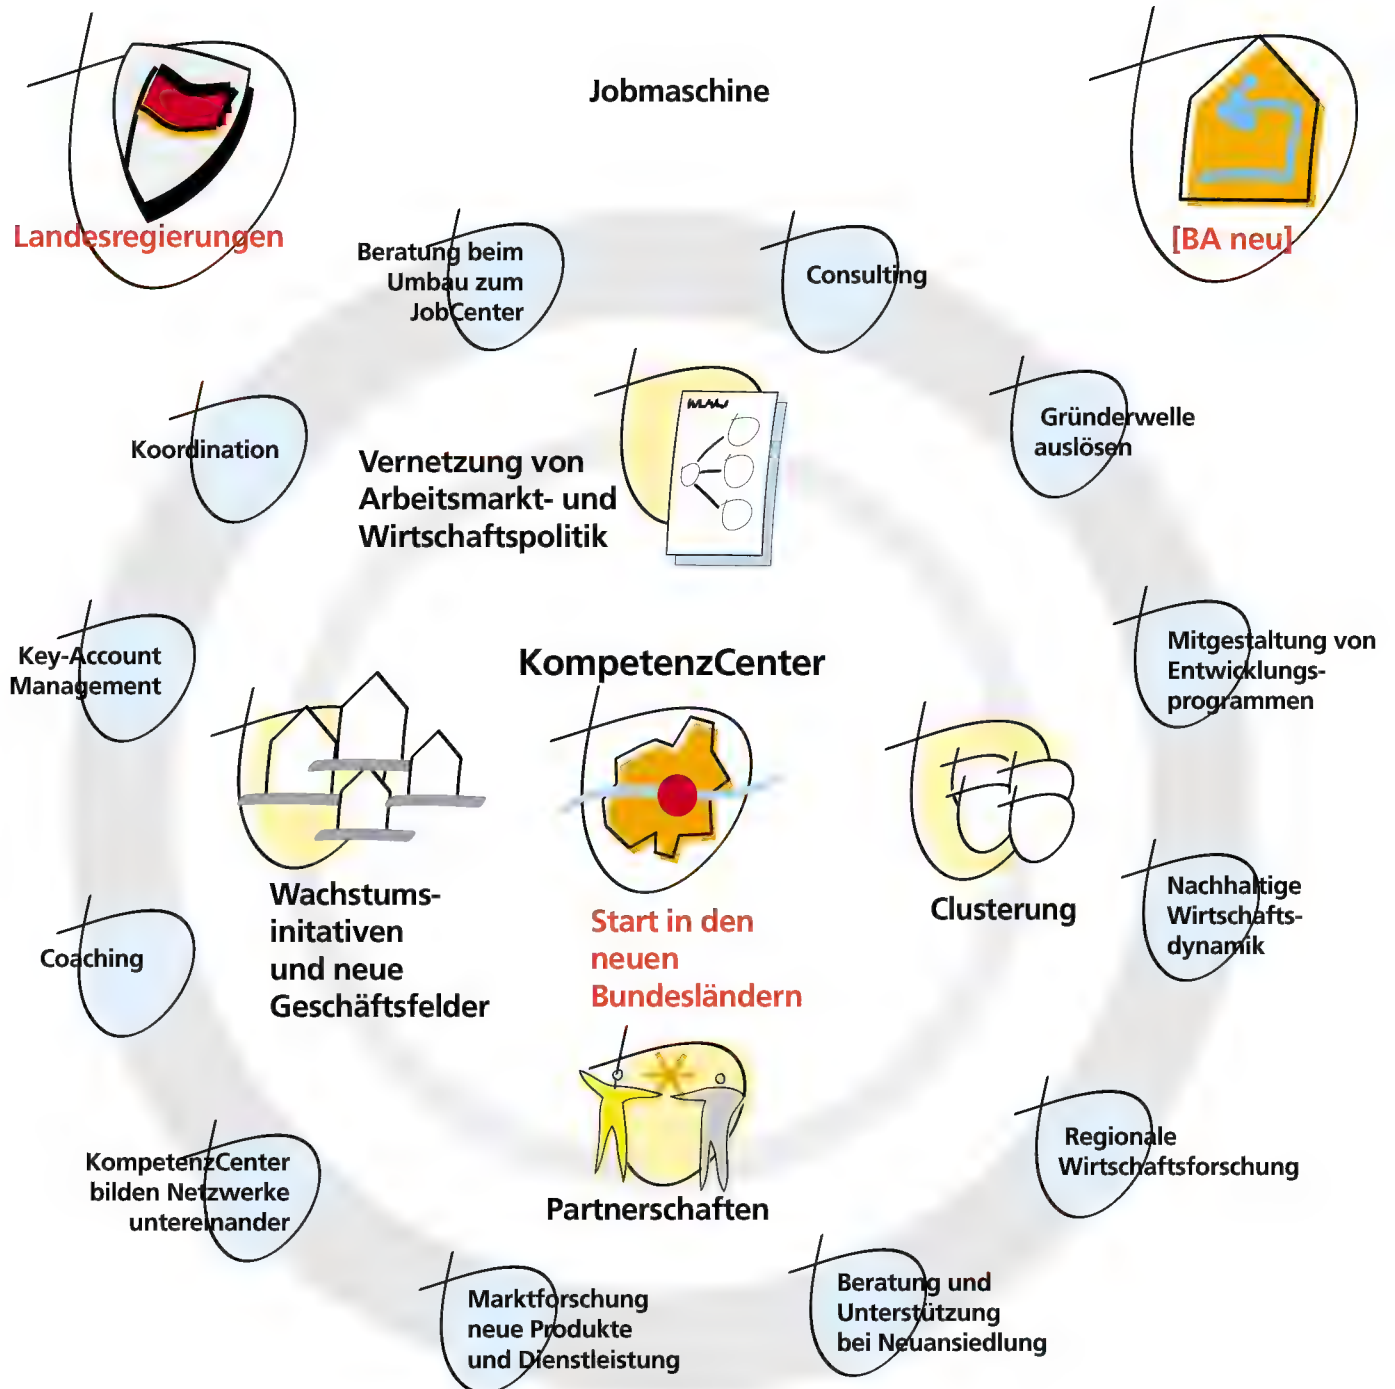 Jobmaschine
Landesregierungen
[BA neu]
Beratung beim
Umbau zum
JobCenter
Consulting
Gründerwelle
auslösen
Koordination
Vernetzung von
Arbeitsmarkt- und
Wirtschaftspolitik
Key-Account
Management
KompetenzCenter
Mitgestaltung von
Entwicklungs-
programmen
Wachstums-
initativen
und neue
Geschäftsfelder
Start in den
neuen
Bundesländern
Clusterung
Nachhaltige
Wirtschafts-
dynamik
Coaching
Partnerschaften
Regionale
Wirtschaftsforschung
KompetenzCenter
bilden Netzwerke
untereinander
Marktforschung
neue Produkte
und Dienstleistung
Beratung und
Unterstützung
bei Neuansiedlung